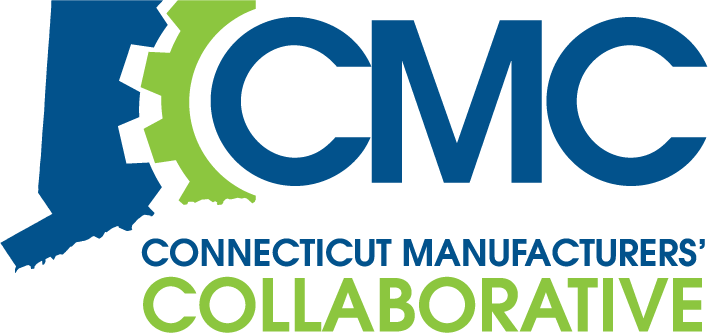 CMC
CONNECTICUT MANUFACTURERS’
COLLABORATIVE